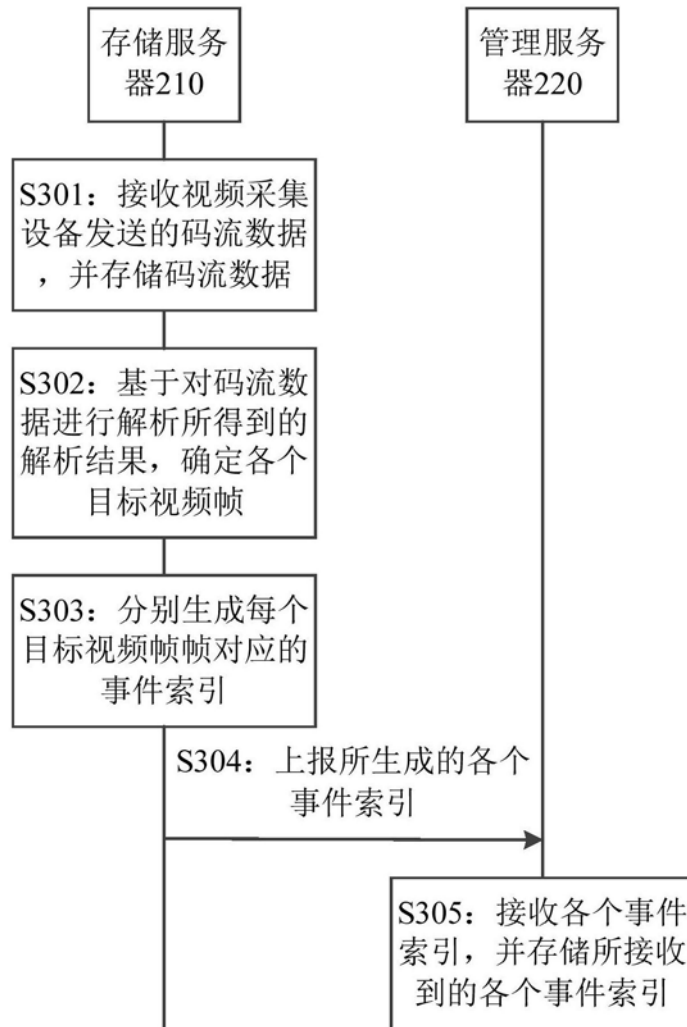 存储服务
器210
管理服务
器220
S301：接收视频采集
设备发送的码流数据
，并存储码流数据
S302：基于对码流数
据进行解析所得到的
解析结果，确定各个
目标视频帧
S303：分别生成每个
目标视频帧帧对应的
事件索引
S304：上报所生成的各个
事件索引
S305：接收各个事件
索引，并存储所接收
到的各个事件索引